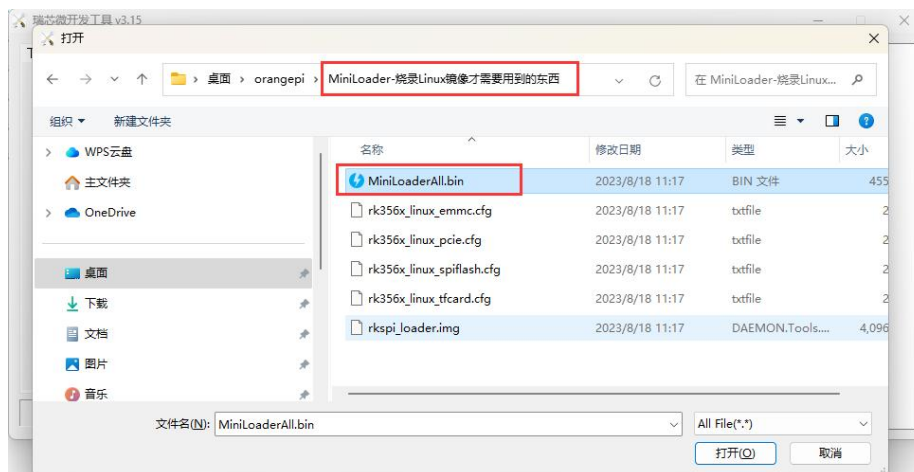 瑞芯微开发工具 v3.15
打开
桌面 › orangepi › MiniLoader-烧录Linux镜像才需要用到的东西
在 MiniLoader-烧录Linux...
组织
新建文件夹
名称 修改日期 类型 大小
WPS云盘
主文件夹
OneDrive
桌面
下载
文档
图片
音乐
MiniLoaderAll.bin 2023/8/18 11:17 BIN 文件 455
rk356x_linux_emmc.cfg 2023/8/18 11:17 txtfile 2
rk356x_linux_pcie.cfg 2023/8/18 11:17 txtfile 2
rk356x_linux_spiflash.cfg 2023/8/18 11:17 txtfile 2
rk356x_linux_tfcard.cfg 2023/8/18 11:17 txtfile 2
rkspi_loader.img 2023/8/18 11:17 DAEMON.Tools.... 4,096
文件名(N): MiniLoaderAll.bin
All File(*.*)
打开(O)
取消